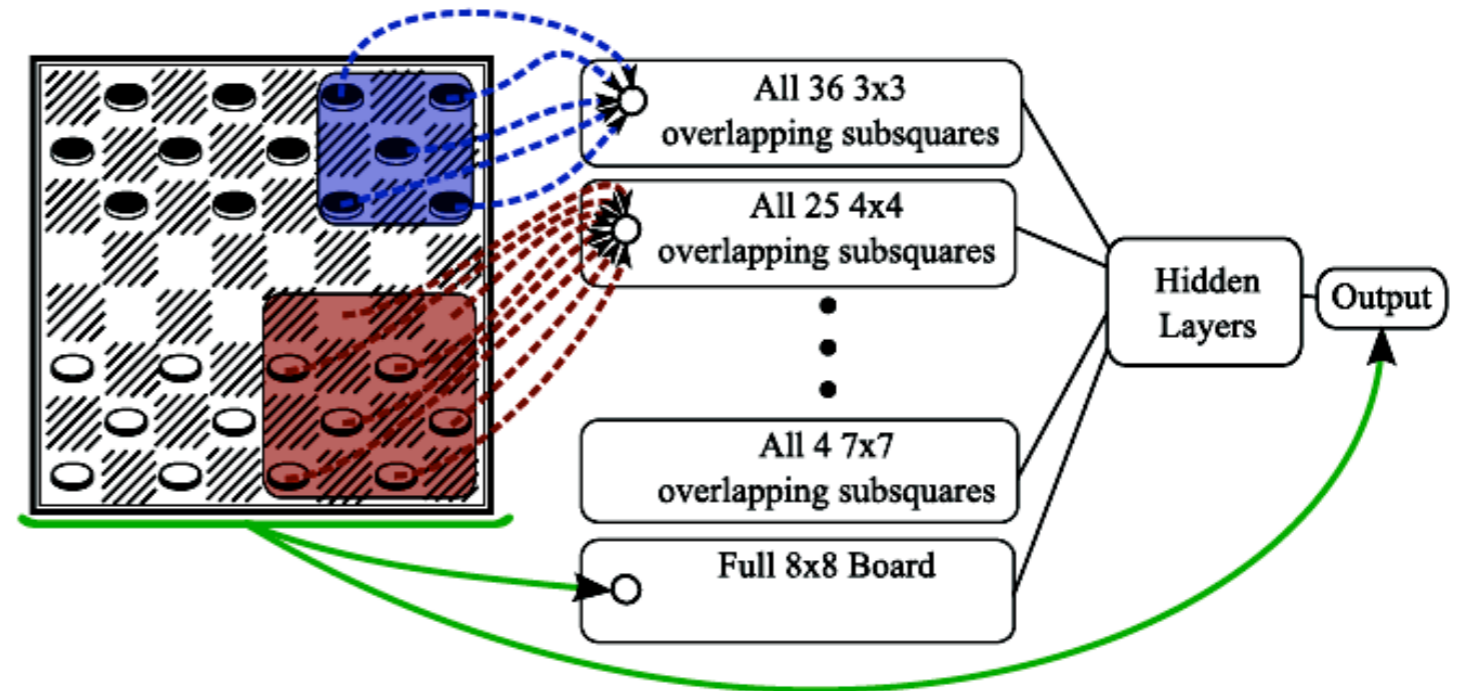 All 36 3x3
overlapping subsquares
All 25 4x4
overlapping subsquares
All 4 7x7
overlapping subsquares
Full 8x8 Board
Hidden
Layers
Output